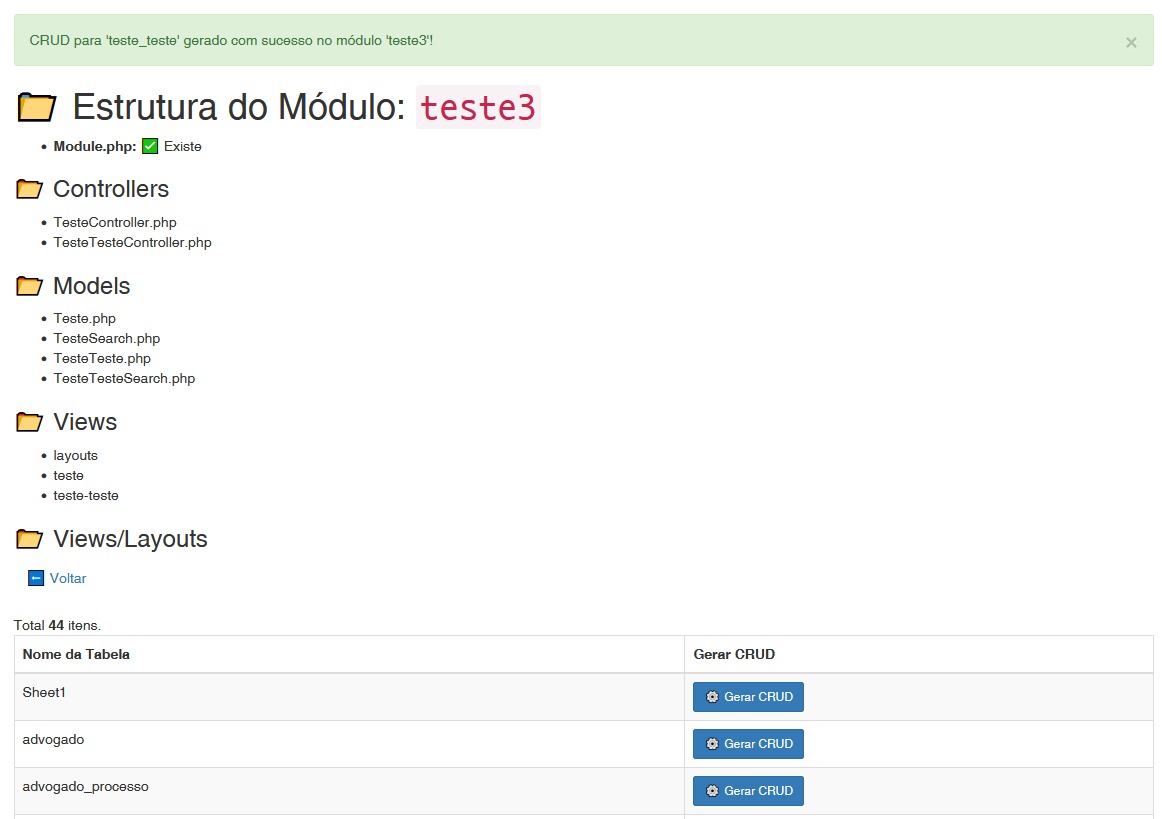 CRUD para 'teste_teste' gerado com sucesso no módulo 'teste3'!
×
Estrutura do Módulo: teste3
Module.php: ✅ Existe
Controllers
TesteController.php
TesteTesteController.php
Models
Teste.php
TesteSearch.php
TesteTeste.php
TesteTesteSearch.php
Views
layouts
teste
teste-teste
Views/Layouts
Voltar
Total 44 itens.
Nome da Tabela Gerar CRUD
Sheet1 Gerar CRUD
advogado Gerar CRUD
advogado_processo Gerar CRUD